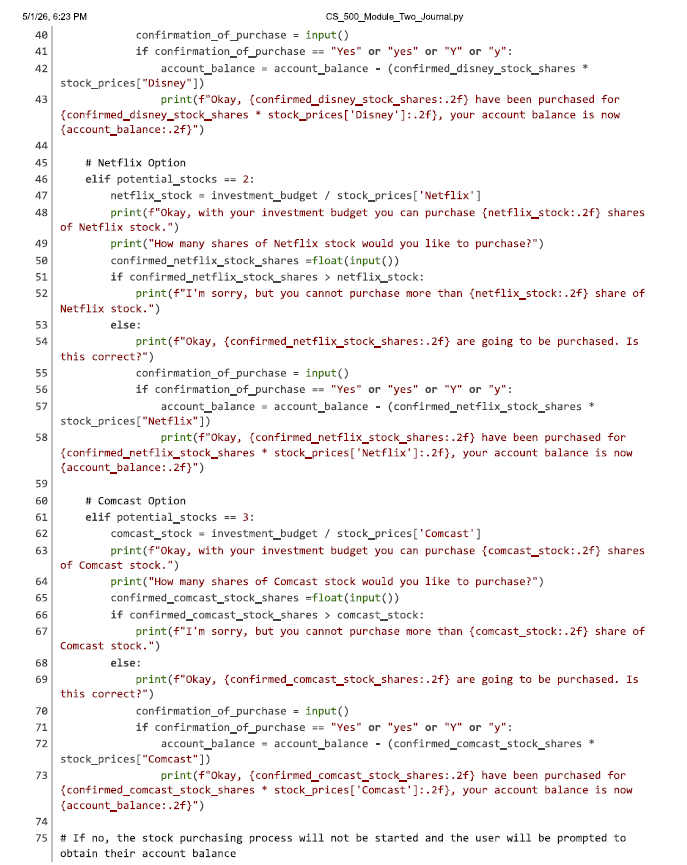 5/1/26, 6:23 PM CS_500_Module_Two_Journal.py
40 confirmation_of_purchase = input()
41 if confirmation_of_purchase == "Yes" or "yes" or "Y" or "y":
42 account_balance = account_balance - (confirmed_disney_stock_shares *
stock_prices["Disney"])
43 print(f"Okay, {confirmed_disney_stock_shares:.2f} have been purchased for
{confirmed_disney_stock_shares * stock_prices['Disney']:.2f}, your account balance is now
{account_balance:.2f}")
44
45 # Netflix Option
46 elif potential_stocks == 2:
47 netflix_stock = investment_budget / stock_prices['Netflix']
48 print(f"Okay, with your investment budget you can purchase {netflix_stock:.2f} shares
of Netflix stock.")
49 print("How many shares of Netflix stock would you like to purchase?")
50 confirmed_netflix_stock_shares =float(input())
51 if confirmed_netflix_stock_shares > netflix_stock:
52 print(f"I'm sorry, but you cannot purchase more than {netflix_stock:.2f} share of
Netflix stock.")
53 else:
54 print(f"Okay, {confirmed_netflix_stock_shares:.2f} are going to be purchased. Is
this correct?")
55 confirmation_of_purchase = input()
56 if confirmation_of_purchase == "Yes" or "yes" or "Y" or "y":
57 account_balance = account_balance - (confirmed_netflix_stock_shares *
stock_prices["Netflix"])
58 print(f"Okay, {confirmed_netflix_stock_shares:.2f} have been purchased for
{confirmed_netflix_stock_shares * stock_prices['Netflix']:.2f}, your account balance is now
{account_balance:.2f}")
59
60 # Comcast Option
61 elif potential_stocks == 3:
62 comcast_stock = investment_budget / stock_prices['Comcast']
63 print(f"Okay, with your investment budget you can purchase {comcast_stock:.2f} shares
of Comcast stock.")
64 print("How many shares of Comcast stock would you like to purchase?")
65 confirmed_comcast_stock_shares =float(input())
66 if confirmed_comcast_stock_shares > comcast_stock:
67 print(f"I'm sorry, but you cannot purchase more than {comcast_stock:.2f} share of
Comcast stock.")
68 else:
69 print(f"Okay, {confirmed_comcast_stock_shares:.2f} are going to be purchased. Is
this correct?")
70 confirmation_of_purchase = input()
71 if confirmation_of_purchase == "Yes" or "yes" or "Y" or "y":
72 account_balance = account_balance - (confirmed_comcast_stock_shares *
stock_prices["Comcast"])
73 print(f"Okay, {confirmed_comcast_stock_shares:.2f} have been purchased for
{confirmed_comcast_stock_shares * stock_prices['Comcast']:.2f}, your account balance is now
{account_balance:.2f}")
74
75 # If no, the stock purchasing process will not be started and the user will be prompted to
obtain their account balance